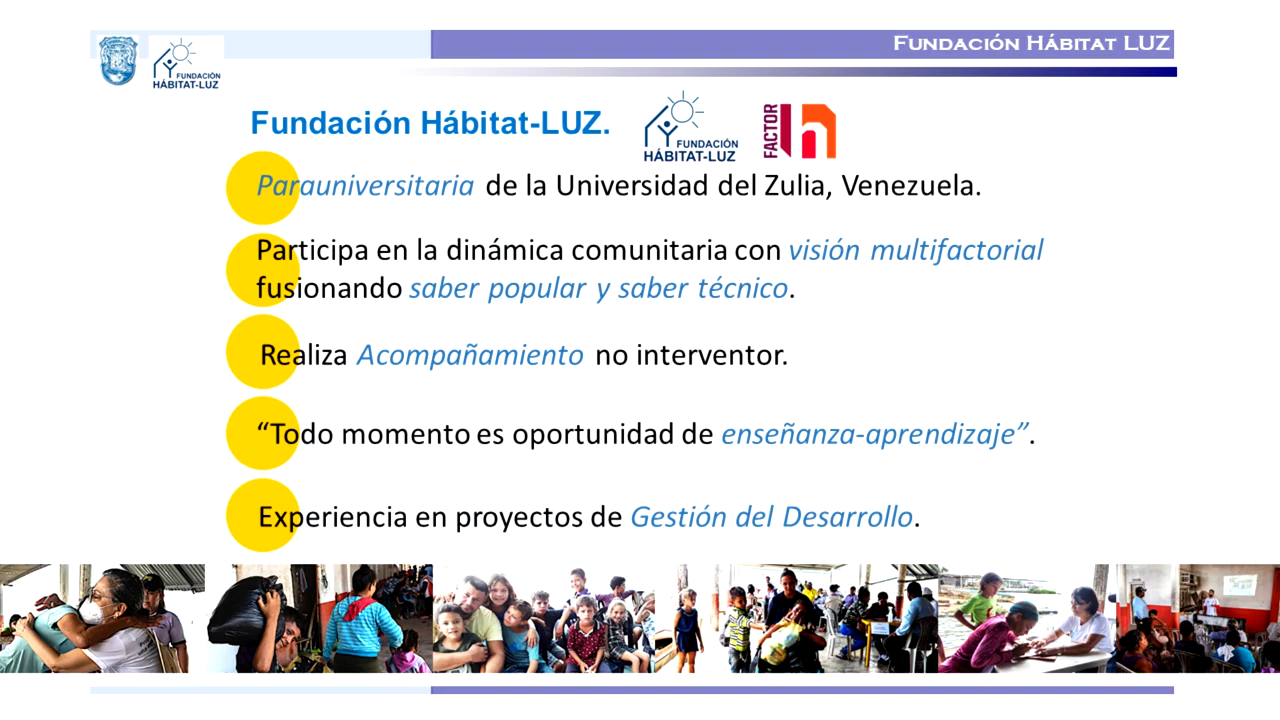 FUNDACIÓN HÁBITAT LUZ
FUNDACIÓN
HÁBITAT-LUZ
Fundación Hábitat-LUZ.
FUNDACIÓN
HÁBITAT-LUZ
FACTOR
h
Parauniversitaria de la Universidad del Zulia, Venezuela.
Participa en la dinámica comunitaria con visión multifactorial
fusionando saber popular y saber técnico.
Realiza Acompañamiento no interventor.
“Todo momento es oportunidad de enseñanza-aprendizaje”.
Experiencia en proyectos de Gestión del Desarrollo.